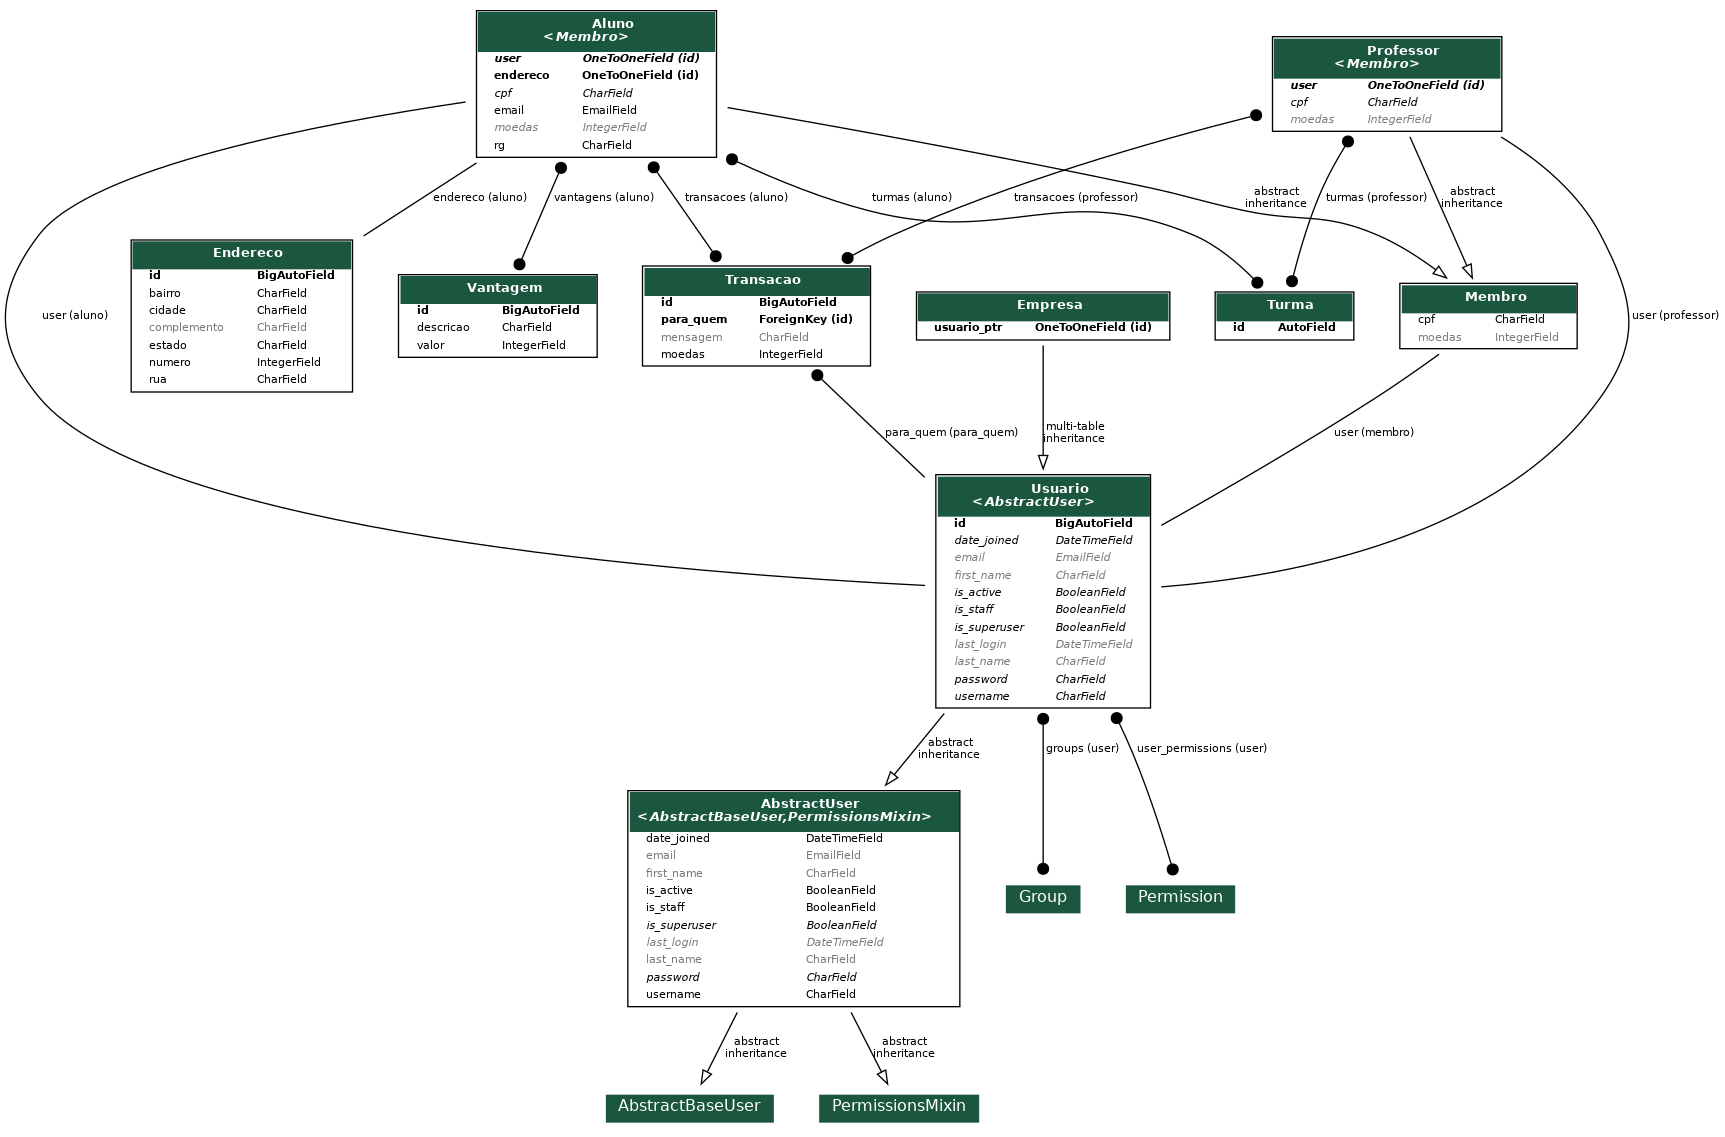 Aluno
<Membro>
user OneToOneField (id)
endereco OneToOneField (id)
cpf CharField
email EmailField
moedas IntegerField
rg CharField
Professor
<Membro>
user OneToOneField (id)
cpf CharField
moedas IntegerField
endereco (aluno)
vantagens (aluno)
transacoes (aluno)
turmas (aluno)
transacoes (professor)
abstract
inheritance
turmas (professor)
abstract
inheritance
user (aluno)
Endereco
id BigAutoField
bairro CharField
cidade CharField
complemento CharField
estado CharField
numero IntegerField
rua CharField
Vantagem
id BigAutoField
descricao CharField
valor IntegerField
Transacao
id BigAutoField
para_quem ForeignKey (id)
mensagem CharField
moedas IntegerField
Empresa
usuario_ptr OneToOneField (id)
Turma
id AutoField
Membro
cpf CharField
moedas IntegerField
user (professor)
para_quem (para_quem)
multi-table
inheritance
user (membro)
Usuario
<AbstractUser>
id BigAutoField
date_joined DateTimeField
email EmailField
first_name CharField
is_active BooleanField
is_staff BooleanField
is_superuser BooleanField
last_login DateTimeField
last_name CharField
password CharField
username CharField
abstract
inheritance
groups (user)
user_permissions (user)
AbstractUser
<AbstractBaseUser,PermissionsMixin>
date_joined DateTimeField
email EmailField
first_name CharField
is_active BooleanField
is_staff BooleanField
is_superuser BooleanField
last_login DateTimeField
last_name CharField
password CharField
username CharField
Group
Permission
abstract
inheritance
abstract
inheritance
AbstractBaseUser
PermissionsMixin